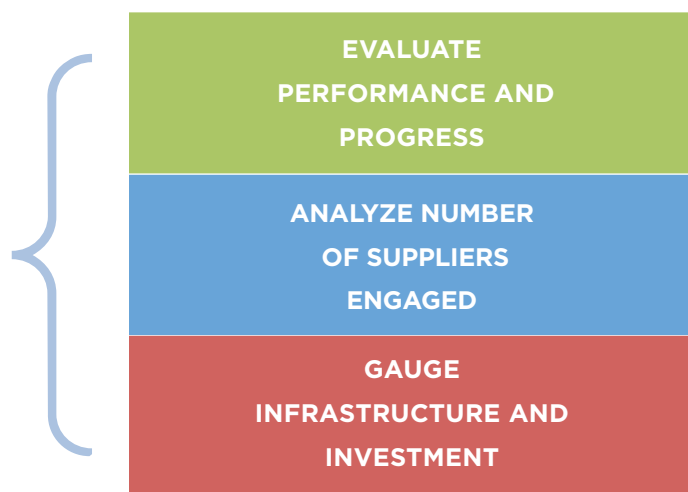 EVALUATE
PERFORMANCE AND
PROGRESS
ANALYZE NUMBER
OF SUPPLIERS
ENGAGED
GAUGE
INFRASTRUCTURE AND
INVESTMENT